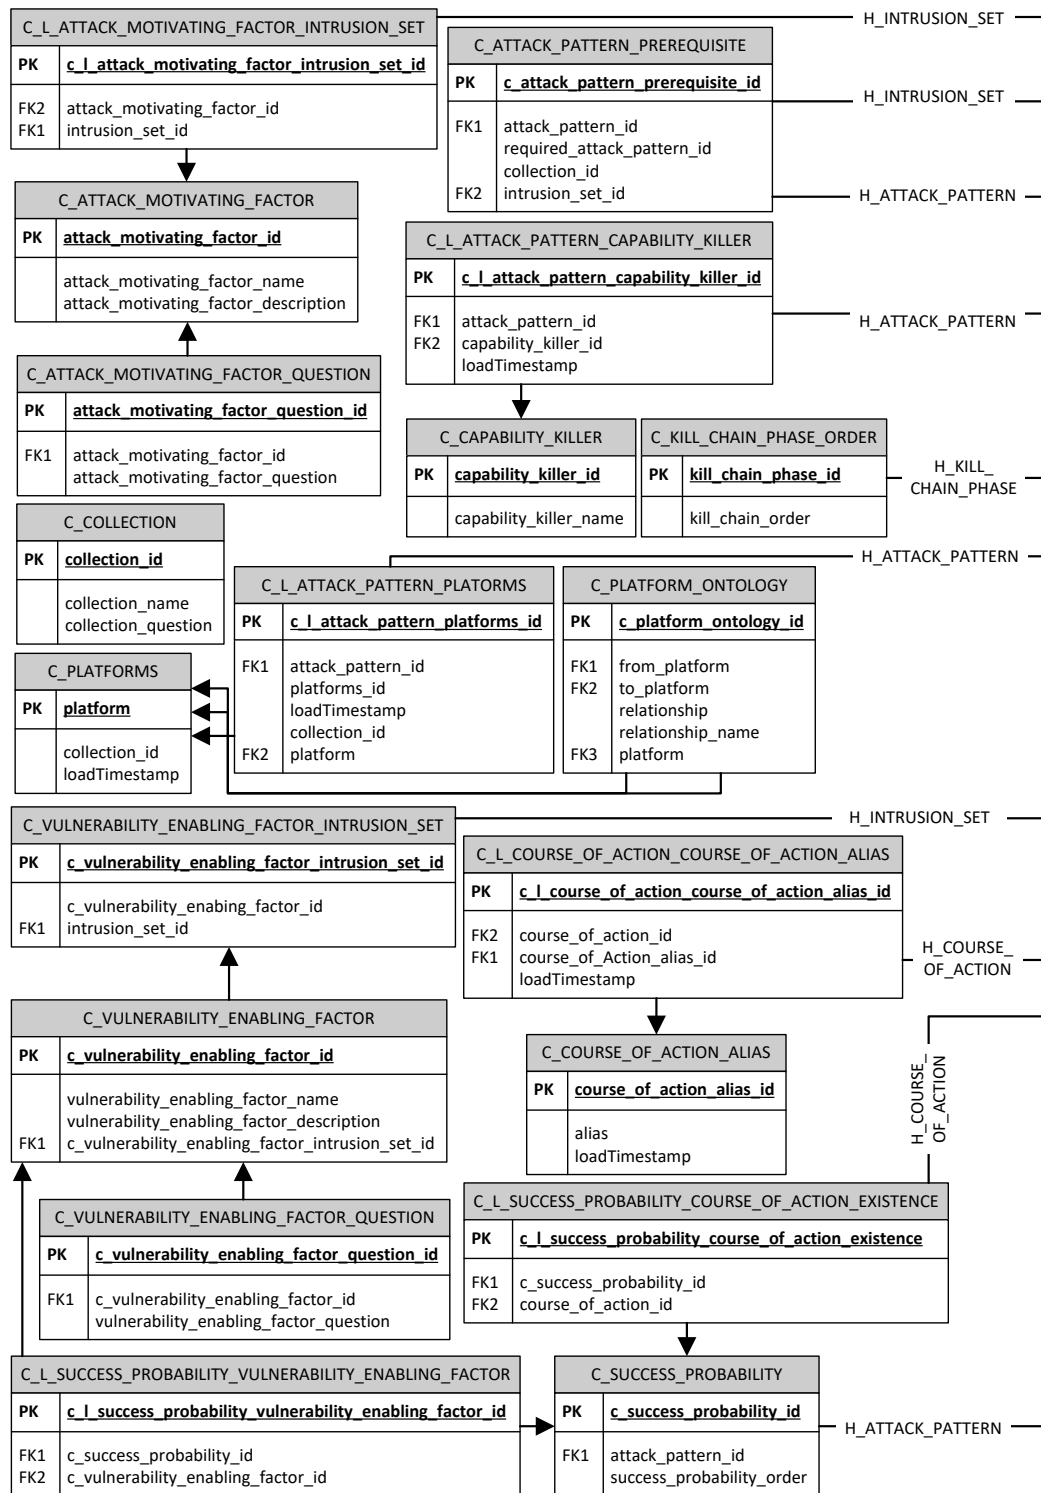 C_L_ATTACK_MOTIVATING_FACTOR_INTRUSION_SET
PK c_l_attack_motivating_factor_intrusion_set_id
FK2 attack_motivating_factor_id
FK1 intrusion_set_id
H_INTRUSION_SET
C_ATTACK_PATTERN_PREREQUISITE
PK c_attack_pattern_prerequisite_id
FK1 attack_pattern_id
required_attack_pattern_id
collection_id
FK2 intrusion_set_id
H_INTRUSION_SET
H_ATTACK_PATTERN
C_ATTACK_MOTIVATING_FACTOR
PK attack_motivating_factor_id
attack_motivating_factor_name
attack_motivating_factor_description
C_L_ATTACK_PATTERN_CAPABILITY_KILLER
PK c_l_attack_pattern_capability_killer_id
FK1 attack_pattern_id
FK2 capability_killer_id
loadTimestamp
H_ATTACK_PATTERN
C_ATTACK_MOTIVATING_FACTOR_QUESTION
PK attack_motivating_factor_question_id
FK1 attack_motivating_factor_id
attack_motivating_factor_question
C_CAPABILITY_KILLER
PK capability_killer_id
capability_killer_name
C_KILL_CHAIN_PHASE_ORDER
PK kill_chain_phase_id
kill_chain_order
H_KILL_
CHAIN_PHASE
C_COLLECTION
PK collection_id
collection_name
collection_question
H_ATTACK_PATTERN
C_L_ATTACK_PATTERN_PLATORMS
PK c_l_attack_pattern_platforms_id
FK1 attack_pattern_id
platforms_id
loadTimestamp
collection_id
FK2 platform
C_PLATFORM_ONTOLOGY
PK c_platform_ontology_id
FK1 from_platform
FK2 to_platform
relationship
relationship_name
FK3 platform
C_PLATFORMS
PK platform
collection_id
loadTimestamp
C_VULNERABILITY_ENABLING_FACTOR_INTRUSION_SET
PK c_vulnerability_enabling_factor_intrusion_set_id
c_vulnerability_enabing_factor_id
FK1 intrusion_set_id
H_INTRUSION_SET
C_L_COURSE_OF_ACTION_COURSE_OF_ACTION_ALIAS
PK c_l_course_of_action_course_of_action_alias_id
FK2 course_of_action_id
FK1 course_of_Action_alias_id
loadTimestamp
H_COURSE_
OF_ACTION
C_VULNERABILITY_ENABLING_FACTOR
PK c_vulnerability_enabling_factor_id
vulnerability_enabling_factor_name
vulnerability_enabling_factor_description
FK1 c_vulnerability_enabling_factor_intrusion_set_id
C_COURSE_OF_ACTION_ALIAS
PK course_of_action_alias_id
alias
loadTimestamp
H_COURSE_
OF_ACTION
C_VULNERABILITY_ENABLING_FACTOR_QUESTION
PK c_vulnerability_enabling_factor_question_id
FK1 c_vulnerability_enabling_factor_id
vulnerability_enabling_factor_question
C_L_SUCCESS_PROBABILITY_COURSE_OF_ACTION_EXISTENCE
PK c_l_success_probability_course_of_action_existence
FK1 c_success_probability_id
FK2 course_of_action_id
C_L_SUCCESS_PROBABILITY_VULNERABILITY_ENABLING_FACTOR
PK c_l_success_probability_vulnerability_enabling_factor_id
FK1 c_success_probability_id
FK2 c_vulnerability_enabling_factor_id
C_SUCCESS_PROBABILITY
PK c_success_probability_id
FK1 attack_pattern_id
success_probability_order
H_ATTACK_PATTERN